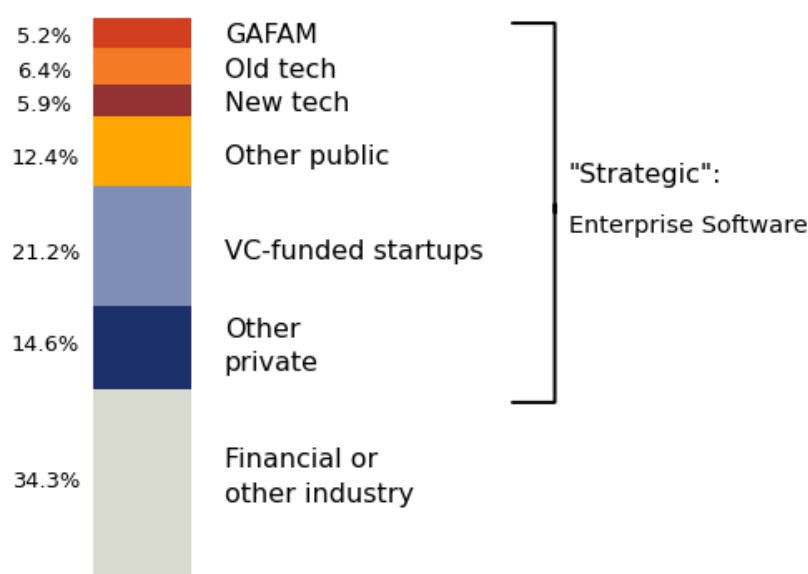 5.2% GAFAM
6.4% Old tech
5.9% New tech
12.4% Other public
"Strategic":
Enterprise Software
21.2% VC-funded startups
14.6% Other
private
34.3% Financial or
other industry